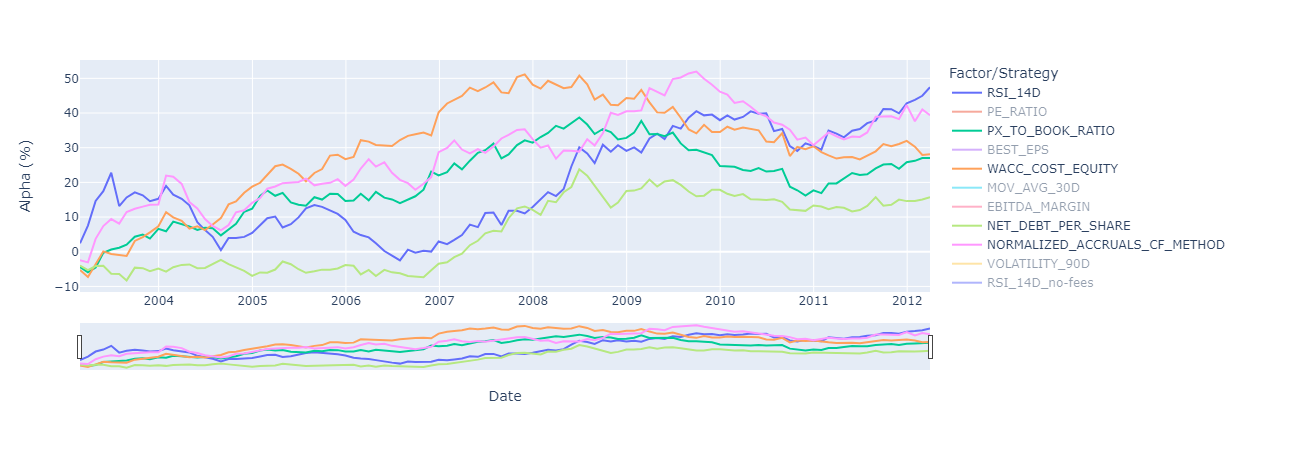 Factor/Strategy
RSI_14D
PE_RATIO
PX_TO_BOOK_RATIO
BEST_EPS
WACC_COST_EQUITY
MOV_AVG_30D
EBITDA_MARGIN
NET_DEBT_PER_SHARE
NORMALIZED_ACCRUALS_CF_METHOD
VOLATILITY_90D
RSI_14D_no-fees
Alpha (%)
50
40
30
20
10
0
−10
2004 2005 2006 2007 2008 2009 2010 2011 2012
Date